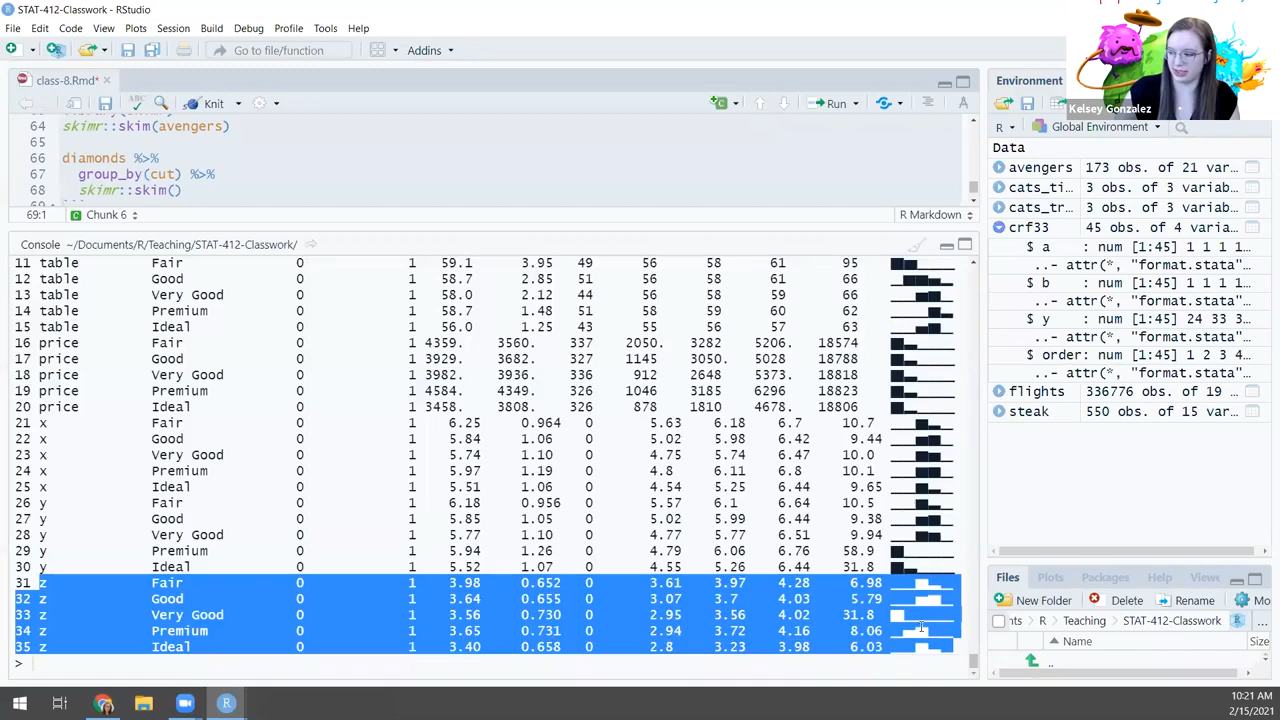 STAT-412-Classwork - RStudio
File Edit Code View Plots Session Build Debug Profile Tools Help
Go to file/function Addins
class-8.Rmd*
Knit Run
64 skimr::skim(avengers)
65
66 diamonds %>%
67 group_by(cut) %>%
68 skimr::skim()
69:1 Chunk 6 R Markdown
Console ~/Documents/R/Teaching/STAT-412-Classwork/
11 table Fair 0 1 59.1 3.95 49 56 58 61 95
12 table Good 0 1 58.7 2.85 51 56 58 61 66
13 table Very Good 0 1 58.0 2.12 44 56 58 59 66
14 table Premium 0 1 58.7 1.48 51 58 59 60 62
15 table Ideal 0 1 56.0 1.25 43 55 56 57 63
16 price Fair 0 1 4359. 3560. 337 2050. 3282 5206. 18574
17 price Good 0 1 3929. 3682. 327 1145 3050. 5028 18788
18 price Very Good 0 1 3982. 3936. 336 912 2648 5373. 18818
19 price Premium 0 1 4584. 4349. 326 1046 3185 6296 18823
20 price Ideal 0 1 3458. 3808. 326 878 1810 4678. 18806
21 x Fair 0 1 6.25 0.964 0 5.63 6.18 6.7 10.7
22 x Good 0 1 5.84 1.06 0 5.02 5.98 6.42 9.44
23 x Very Good 0 1 5.74 1.10 0 4.75 5.74 6.47 10.0
24 x Premium 0 1 5.97 1.19 0 4.8 6.11 6.8 10.1
25 x Ideal 0 1 5.51 1.06 0 4.54 5.25 6.44 9.65
26 y Fair 0 1 6.18 0.956 0 5.57 6.1 6.64 10.5
27 y Good 0 1 5.85 1.05 0 5.02 5.99 6.44 9.38
28 y Very Good 0 1 5.77 1.10 0 4.77 5.77 6.51 9.94
29 y Premium 0 1 5.94 1.26 0 4.79 6.06 6.76 58.9
30 y Ideal 0 1 5.52 1.07 0 4.55 5.26 6.44 31.8
31 z Fair 0 1 3.98 0.652 0 3.61 3.97 4.28 6.98
32 z Good 0 1 3.64 0.655 0 3.07 3.7 4.03 5.79
33 z Very Good 0 1 3.56 0.730 0 2.95 3.56 4.02 31.8
34 z Premium 0 1 3.65 0.731 0 2.94 3.72 4.16 8.06
35 z Ideal 0 1 3.40 0.658 0 2.8 3.23 3.98 6.03
>
Kelsey Gonzalez
Environment
R Global Environment
Data
avengers 173 obs. of 21 var…
cats_ti… 3 obs. of 3 variab…
cats_tr… 3 obs. of 3 variab…
crf33 45 obs. of 4 varia…
$ a : num [1:45] 1 1 1 1…
..- attr(*, "format.stata"…
$ b : num [1:45] 1 1 1 1…
..- attr(*, "format.stata"…
$ y : num [1:45] 24 33 3…
..- attr(*, "format.stata"…
$ order: num [1:45] 1 2 3 4…
..- attr(*, "format.stata"…
flights 336776 obs. of 19 …
steak 550 obs. of 15 var…
Files Plots Packages Help Viewe
New Folder Delete Rename Mo
nts R Teaching STAT-412-Classwork ...
Name Size
..
10:21 AM
2/15/2021